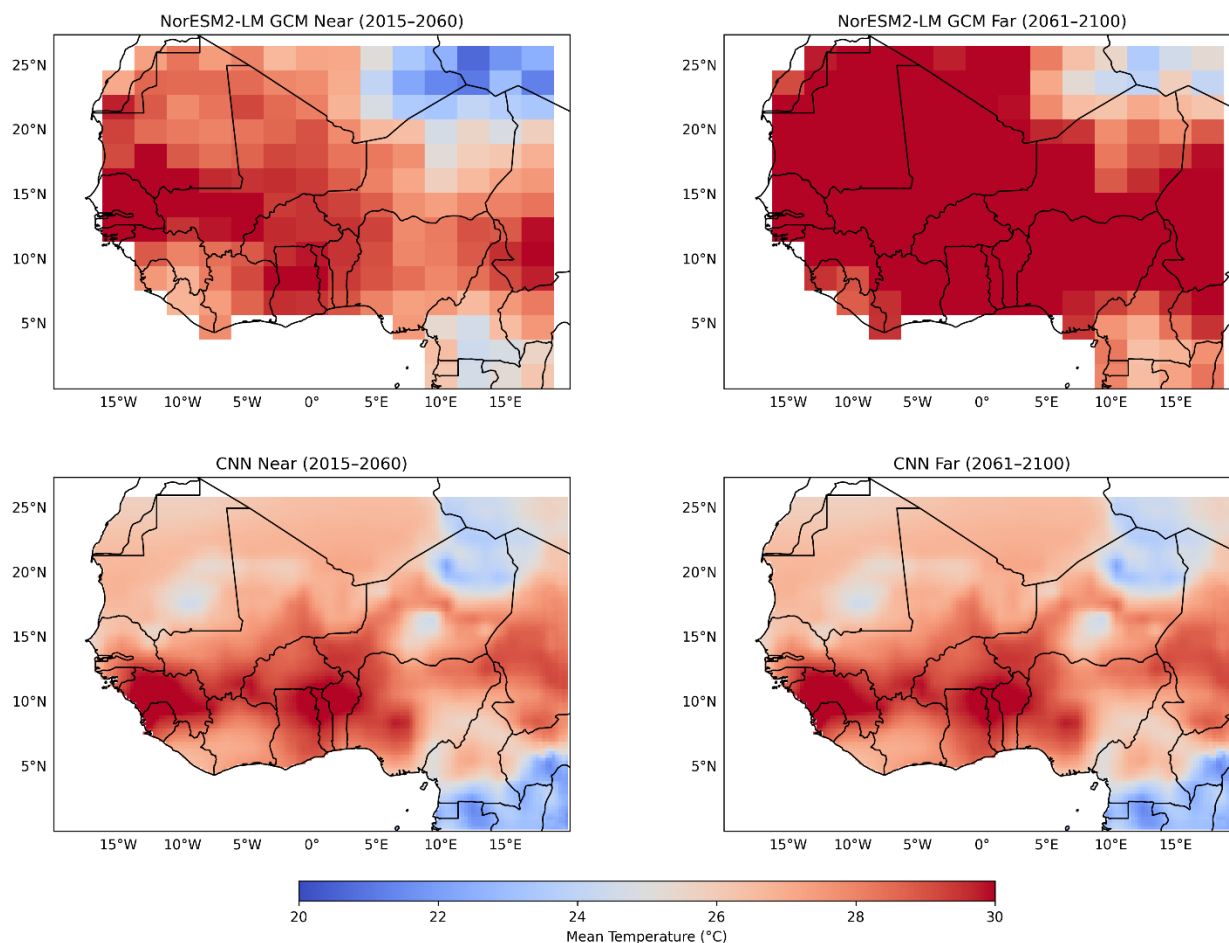 NorESM2-LM GCM Near (2015–2060)
NorESM2-LM GCM Far (2061–2100)
25°N
20°N
15°N
10°N
5°N
15°W 10°W 5°W 0° 5°E 10°E 15°E
25°N
20°N
15°N
10°N
5°N
15°W 10°W 5°W 0° 5°E 10°E 15°E
CNN Near (2015–2060)
CNN Far (2061–2100)
25°N
20°N
15°N
10°N
5°N
15°W 10°W 5°W 0° 5°E 10°E 15°E
25°N
20°N
15°N
10°N
5°N
15°W 10°W 5°W 0° 5°E 10°E 15°E
20 22 24 26 28 30
Mean Temperature (°C)